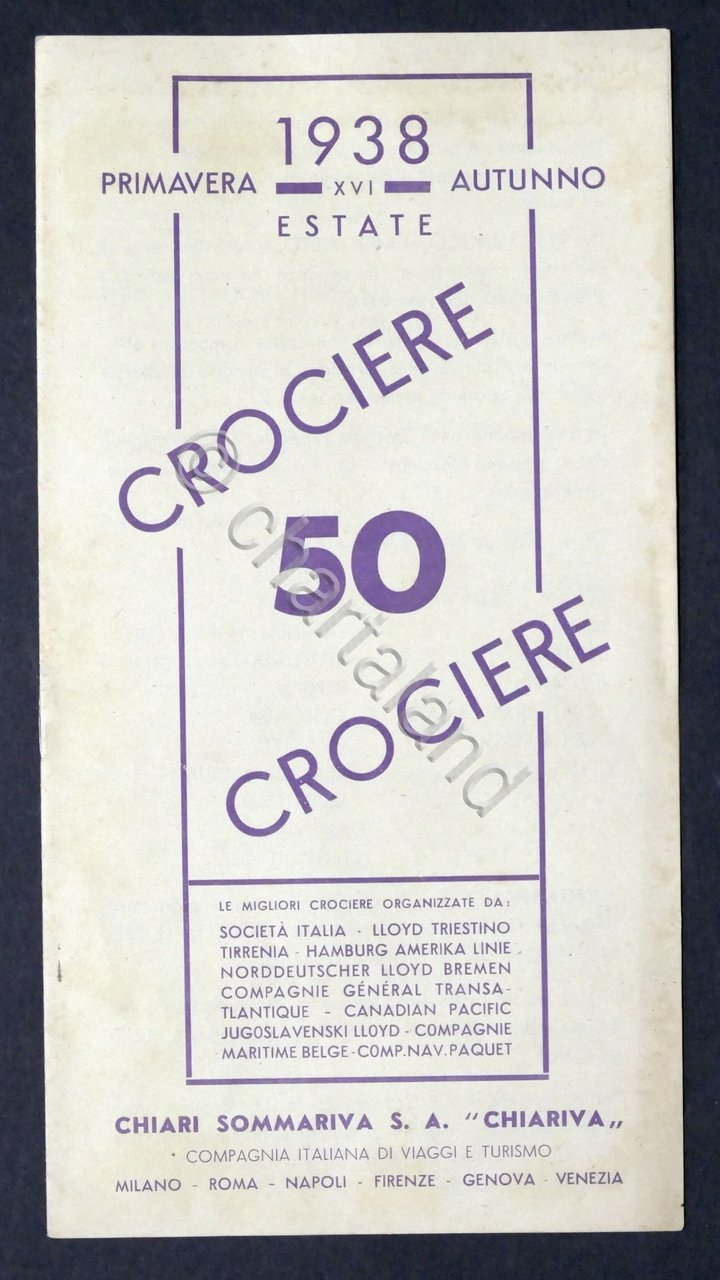 1938
PRIMAVERA XVI AUTUNNO
ESTATE
CROCIERE
50
CROCIERE
© chartaland
LE MIGLIORI CROCIERE ORGANIZZATE DA:
SOCIETÀ ITALIA - LLOYD TRIESTINO
TIRRENIA - HAMBURG AMERIKA LINIE
NORDDEUTSCHER LLOYD BREMEN
COMPAGNIE GÉNÉRAL TRANSA-
TLANTIQUE - CANADIAN PACIFIC
JUGOSLAVENSKI LLOYD - COMPAGNIE
MARITIME BELGE - COMP. NAV. PAQUET
CHIARI SOMMARIVA S. A. "CHIARIVA„
COMPAGNIA ITALIANA DI VIAGGI E TURISMO
MILANO - ROMA - NAPOLI - FIRENZE - GENOVA - VENEZIA